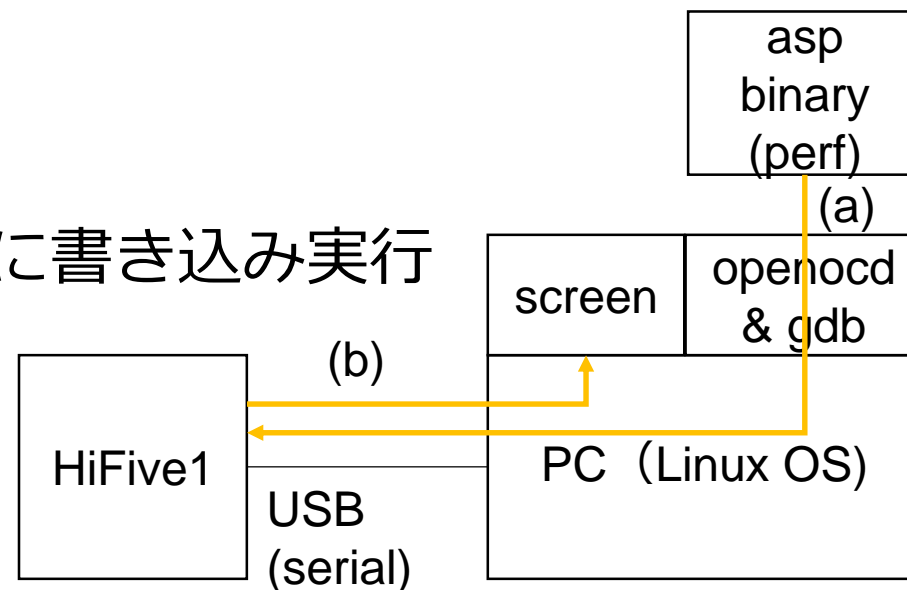 asp
binary
(perf)
(a)
に書き込み実行
screen
openocd
& gdb
(b)
HiFive1
PC（Linux OS)
USB
(serial)